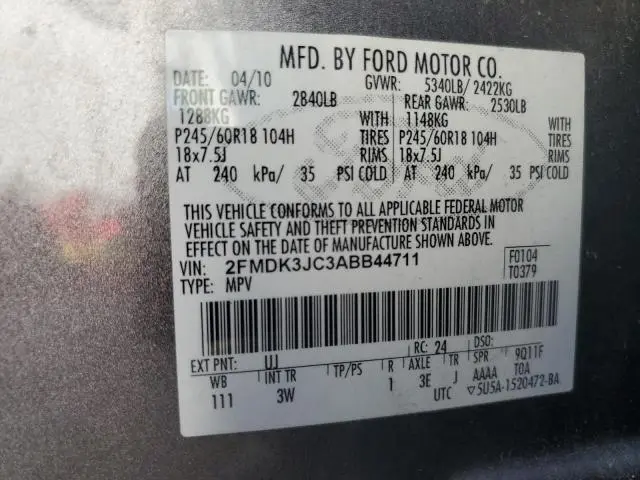 MFD. BY FORD MOTOR CO.
DATE: 04/10 GVWR: 5340LB/ 2422KG
FRONT GAWR: 2840LB REAR GAWR: 2530LB
1288KG WITH 1148KG WITH
P245/60R18 104H TIRES P245/60R18 104H TIRES
18x7.5J RIMS 18x7.5J RIMS
AT 240 kPa/ 35 PSI COLD AT 240 kPa/ 35 PSI COLD
THIS VEHICLE CONFORMS TO ALL APPLICABLE FEDERAL MOTOR
VEHICLE SAFETY AND THEFT PREVENTION STANDARDS IN
EFFECT ON THE DATE OF MANUFACTURE SHOWN ABOVE.
VIN: 2FMDK3JC3ABB44711 F0104
TYPE: MPV T0379
EXT PNT: UJ RC: 24 DSO:
WB INT TR TP/PS R AXLE TR SPR 9Q11F
111 3W 1 3E J AAAA TOA
UTC ▽5U5A-1520472-BA